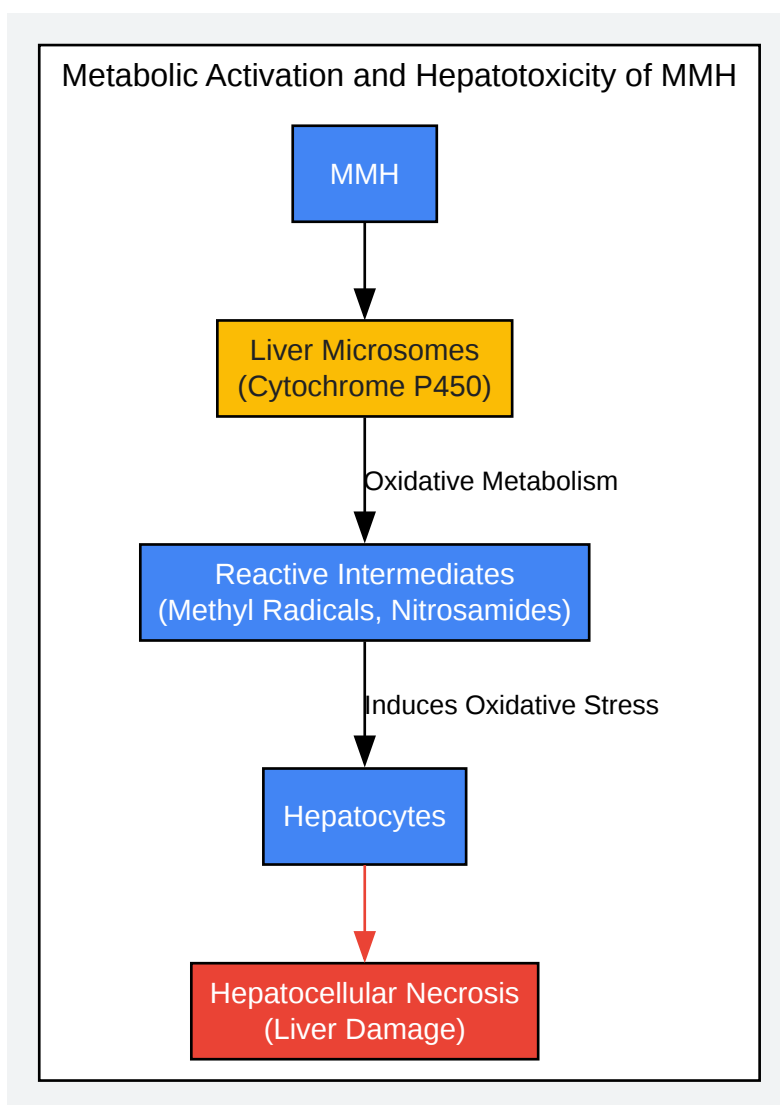 Metabolic Activation and Hepatotoxicity of MMH
MMH
Liver Microsomes
(Cytochrome P450)
Oxidative Metabolism
Reactive Intermediates
(Methyl Radicals, Nitrosamides)
Induces Oxidative Stress
Hepatocytes
Hepatocellular Necrosis
(Liver Damage)